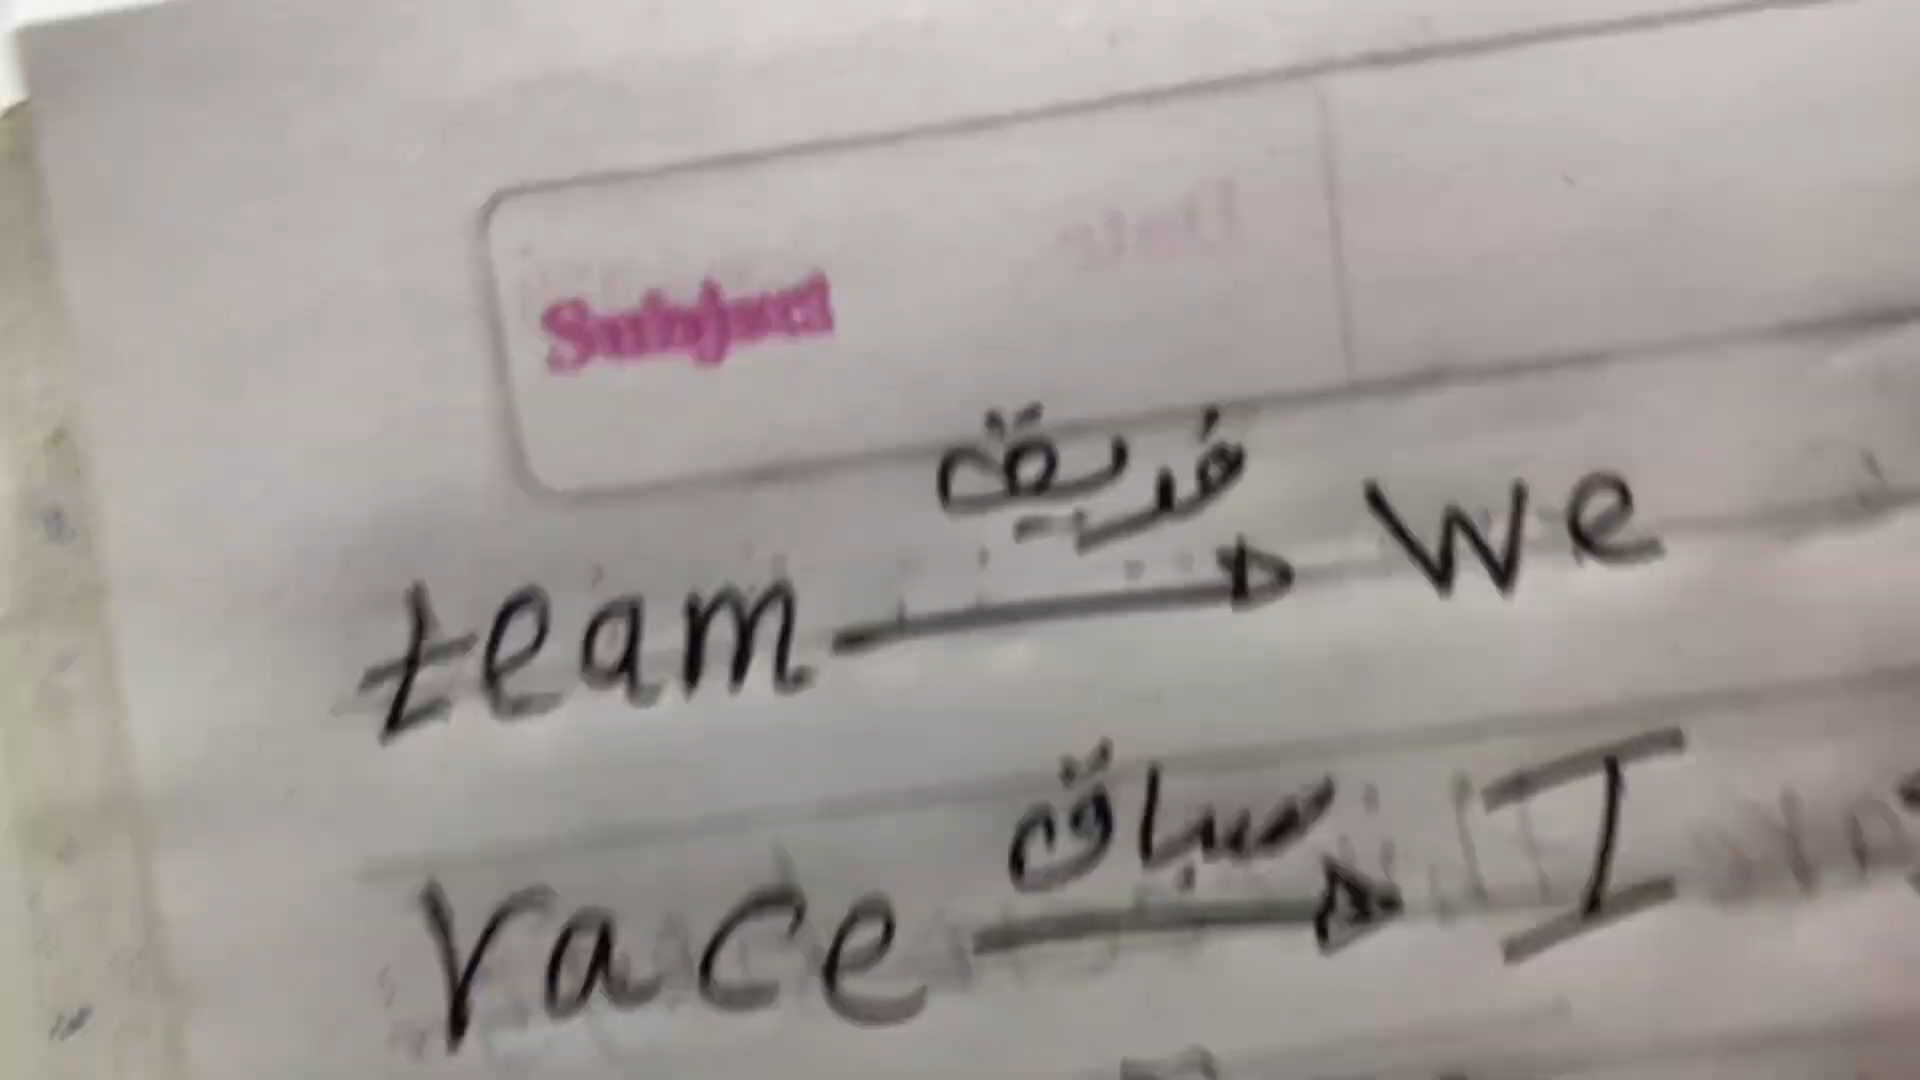 Subject
فريق
team → we
سباق
race → I